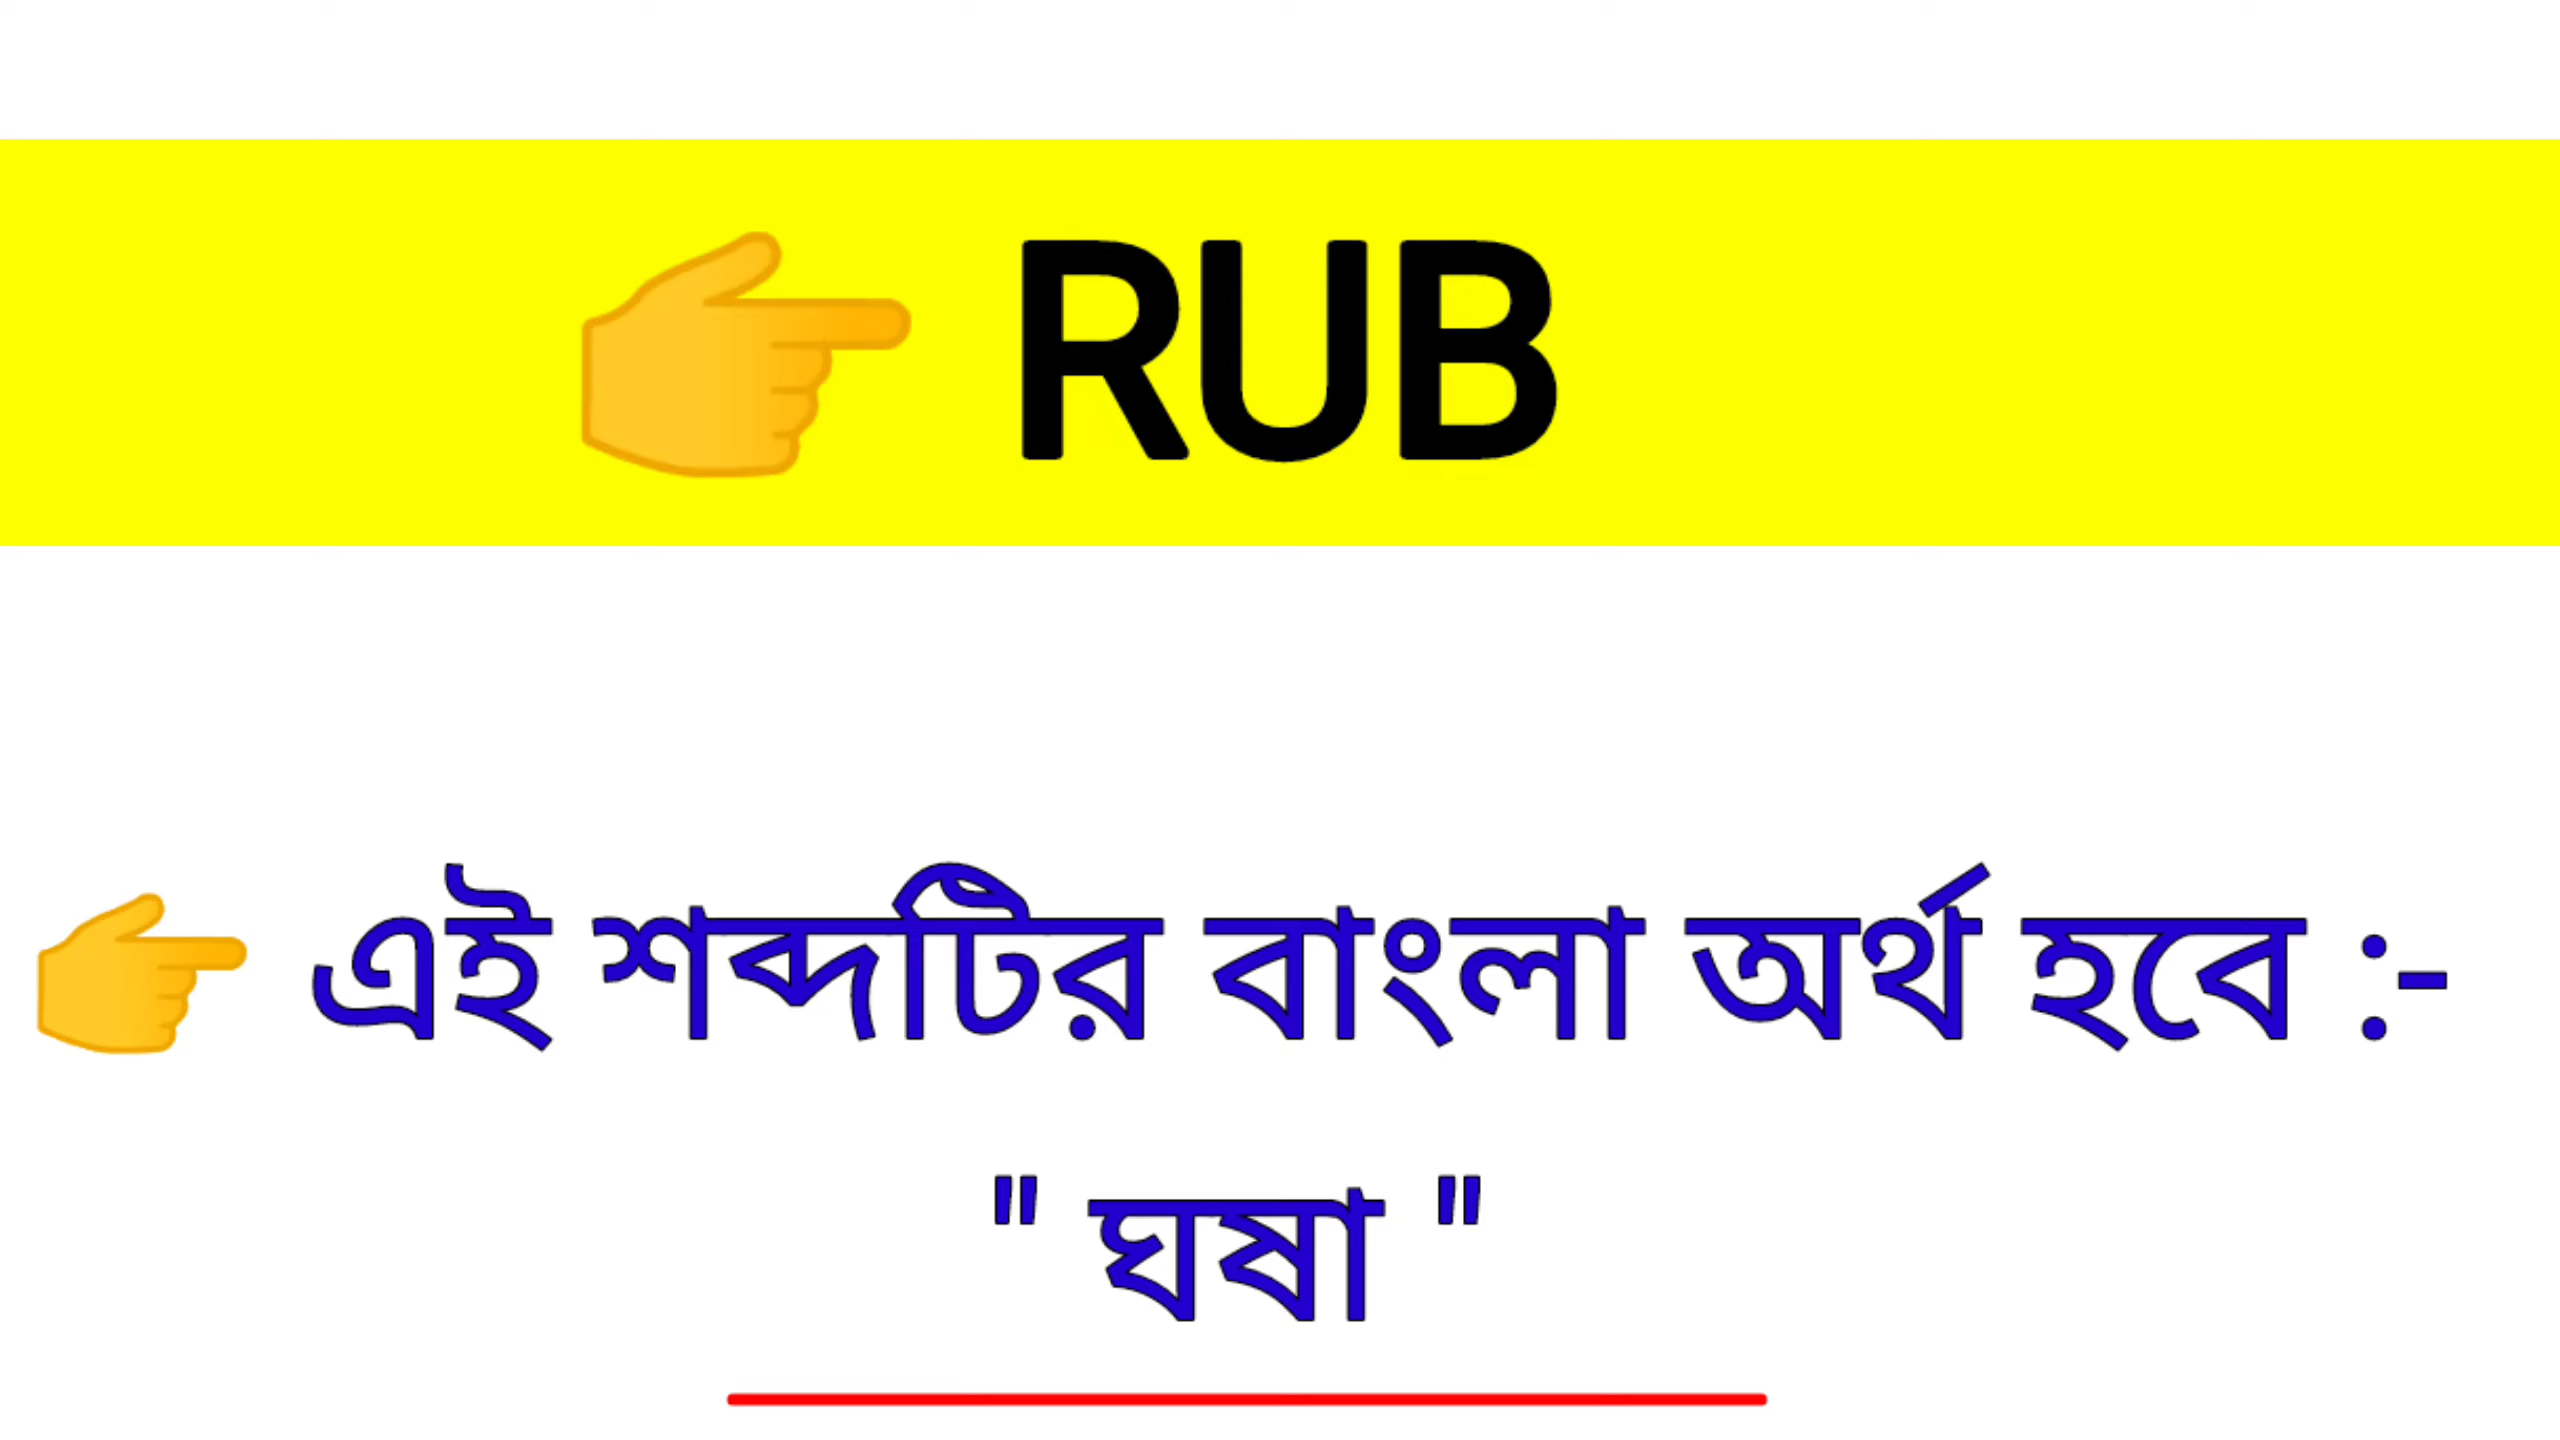 👉 RUB
👉 এই শব্দটির বাংলা অর্থ হবে :-
" ঘষা "